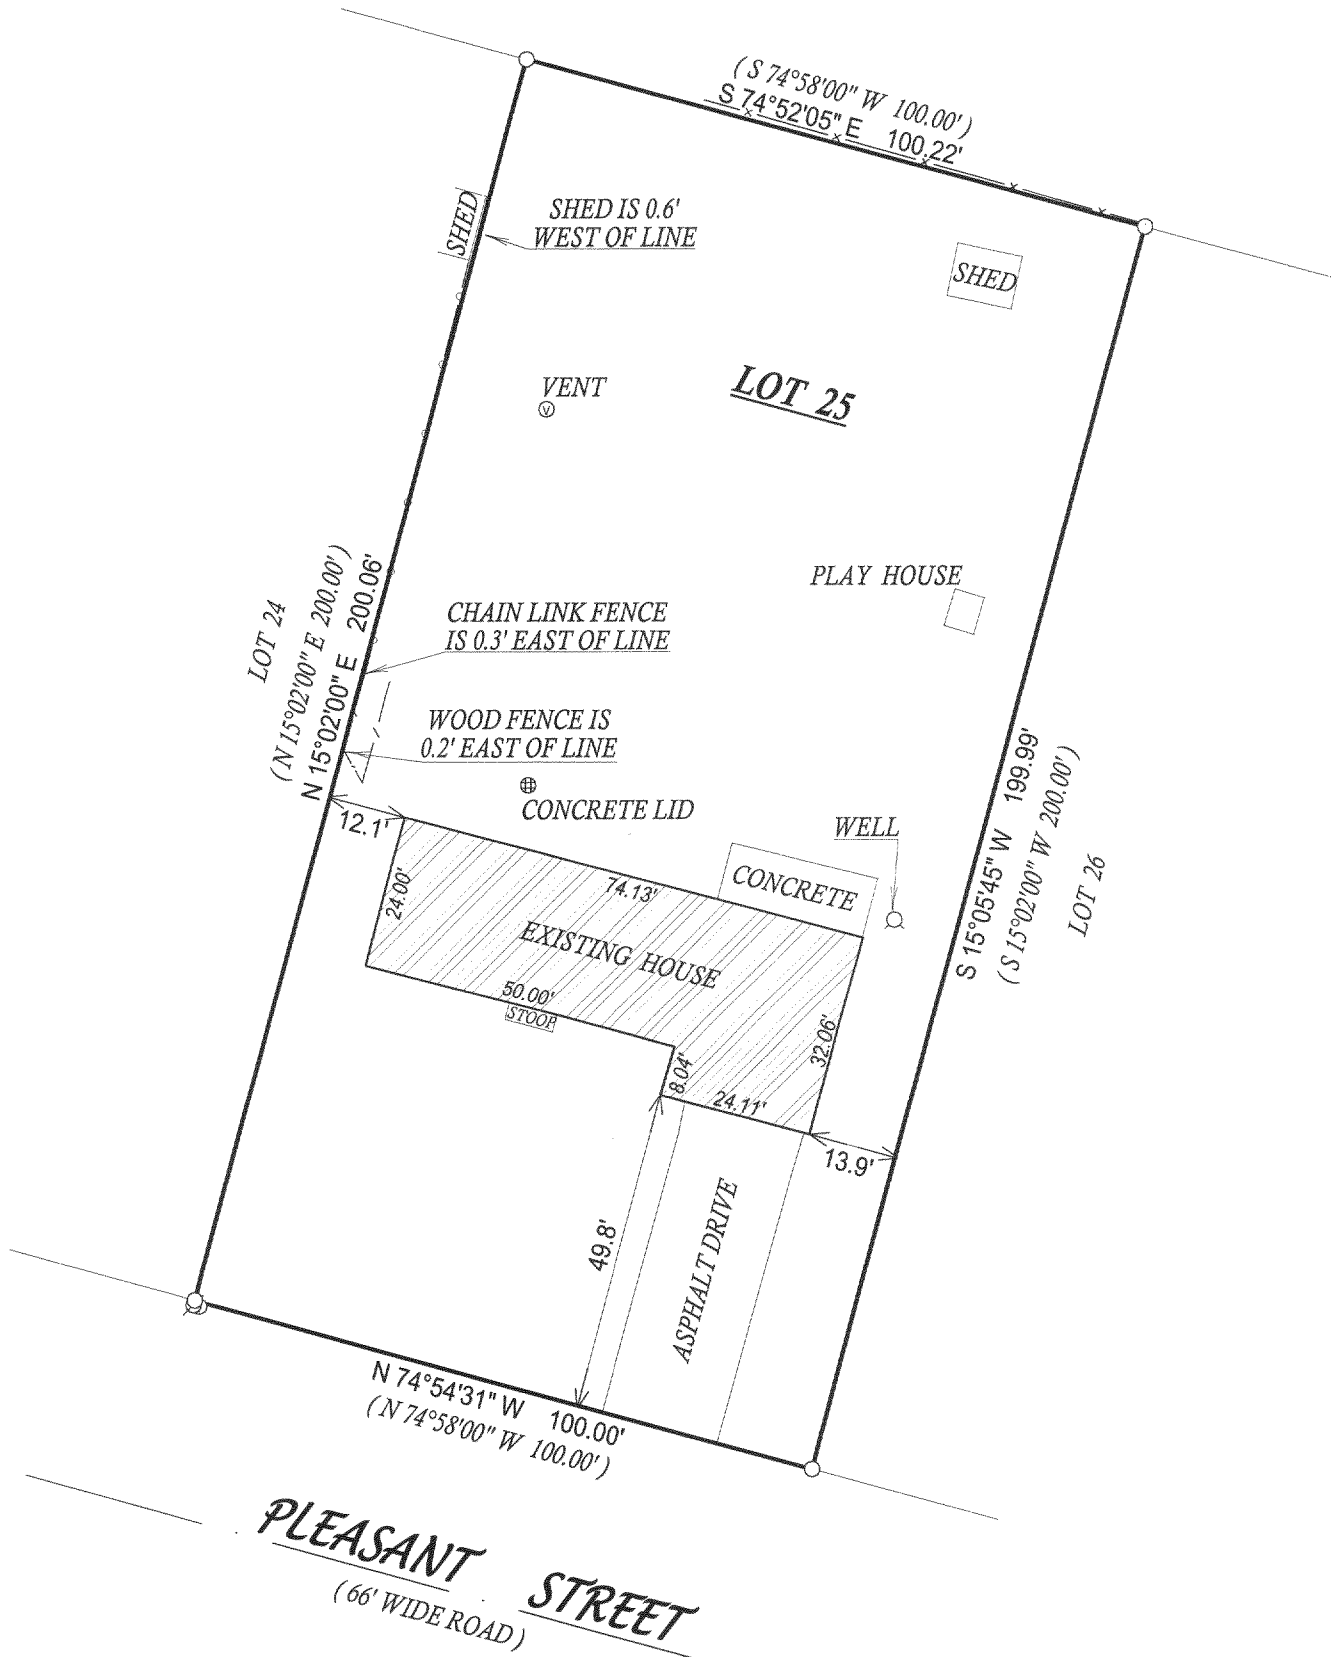 ( S 74°58'00" W 100.00' )
S 74°52'05" E 100.22'
SHED
SHED IS 0.6'
WEST OF LINE
SHED
VENT
V
LOT 25
PLAY HOUSE
LOT 24
( N 15°02'00" E 200.00' )
N 15°02'00" E 200.06'
CHAIN LINK FENCE
IS 0.3' EAST OF LINE
WOOD FENCE IS
0.2' EAST OF LINE
CONCRETE LID
12.1'
WELL
S 15°05'45" W 199.99'
( S 15°02'00" W 200.00' )
LOT 26
CONCRETE
74.13'
24.00'
EXISTING HOUSE
50.00'
STOOP
32.06'
8.04'
24.11'
13.9'
49.8'
ASPHALT DRIVE
N 74°54'31" W 100.00'
( N 74°58'00" W 100.00' )
PLEASANT STREET
( 66' WIDE ROAD )